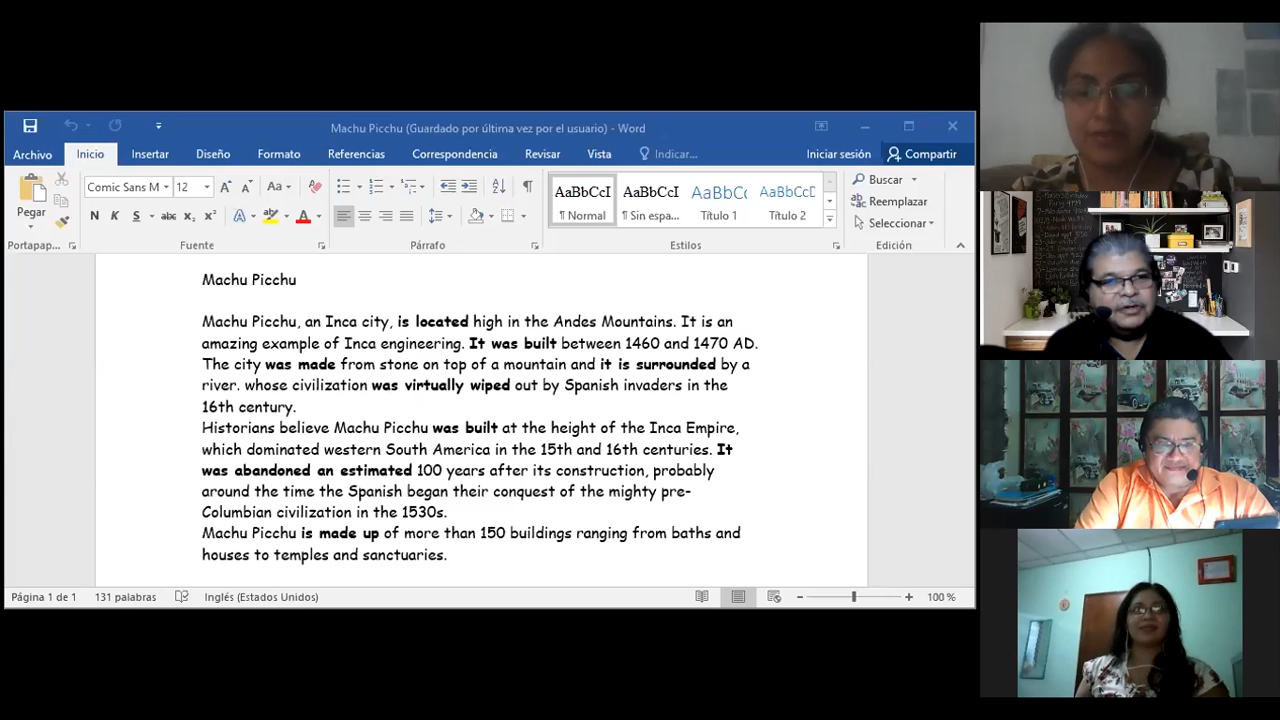 Machu Picchu (Guardado por última vez por el usuario) - Word
Archivo Inicio Insertar Diseño Formato Referencias Correspondencia Revisar Vista Indicar... Iniciar sesión Compartir
Pegar
Comic Sans M 12 Aa
N K S abc x₂ x² A A
AaBbCcI AaBbCcI AaBbCc AaBbCcD
¶ Normal ¶ Sin espa... Título 1 Título 2
Buscar
Reemplazar
Seleccionar
Portapap... Fuente Párrafo Estilos Edición
Machu Picchu
Machu Picchu, an Inca city, is located high in the Andes Mountains. It is an
amazing example of Inca engineering. It was built between 1460 and 1470 AD.
The city was made from stone on top of a mountain and it is surrounded by a
river. whose civilization was virtually wiped out by Spanish invaders in the
16th century.
Historians believe Machu Picchu was built at the height of the Inca Empire,
which dominated western South America in the 15th and 16th centuries. It
was abandoned an estimated 100 years after its construction, probably
around the time the Spanish began their conquest of the mighty pre-
Columbian civilization in the 1530s.
Machu Picchu is made up of more than 150 buildings ranging from baths and
houses to temples and sanctuaries.
Página 1 de 1 131 palabras Inglés (Estados Unidos) 100 %